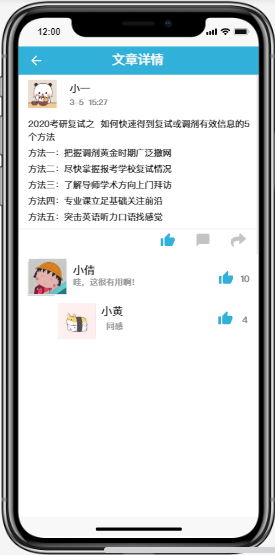 12:00
文章详情
小一
3-5 15:27
2020考研复试之 如何快速得到复试或调剂有效信息的5
个方法
方法一：把握调剂黄金时期广泛撒网
方法二：尽快掌握报考学校复试情况
方法三：了解导师学术方向上门拜访
方法四：专业课立足基础关注前沿
方法五：突击英语听力口语找感觉
小倩
哇，这很有用啊！
10
小黄
同感
4